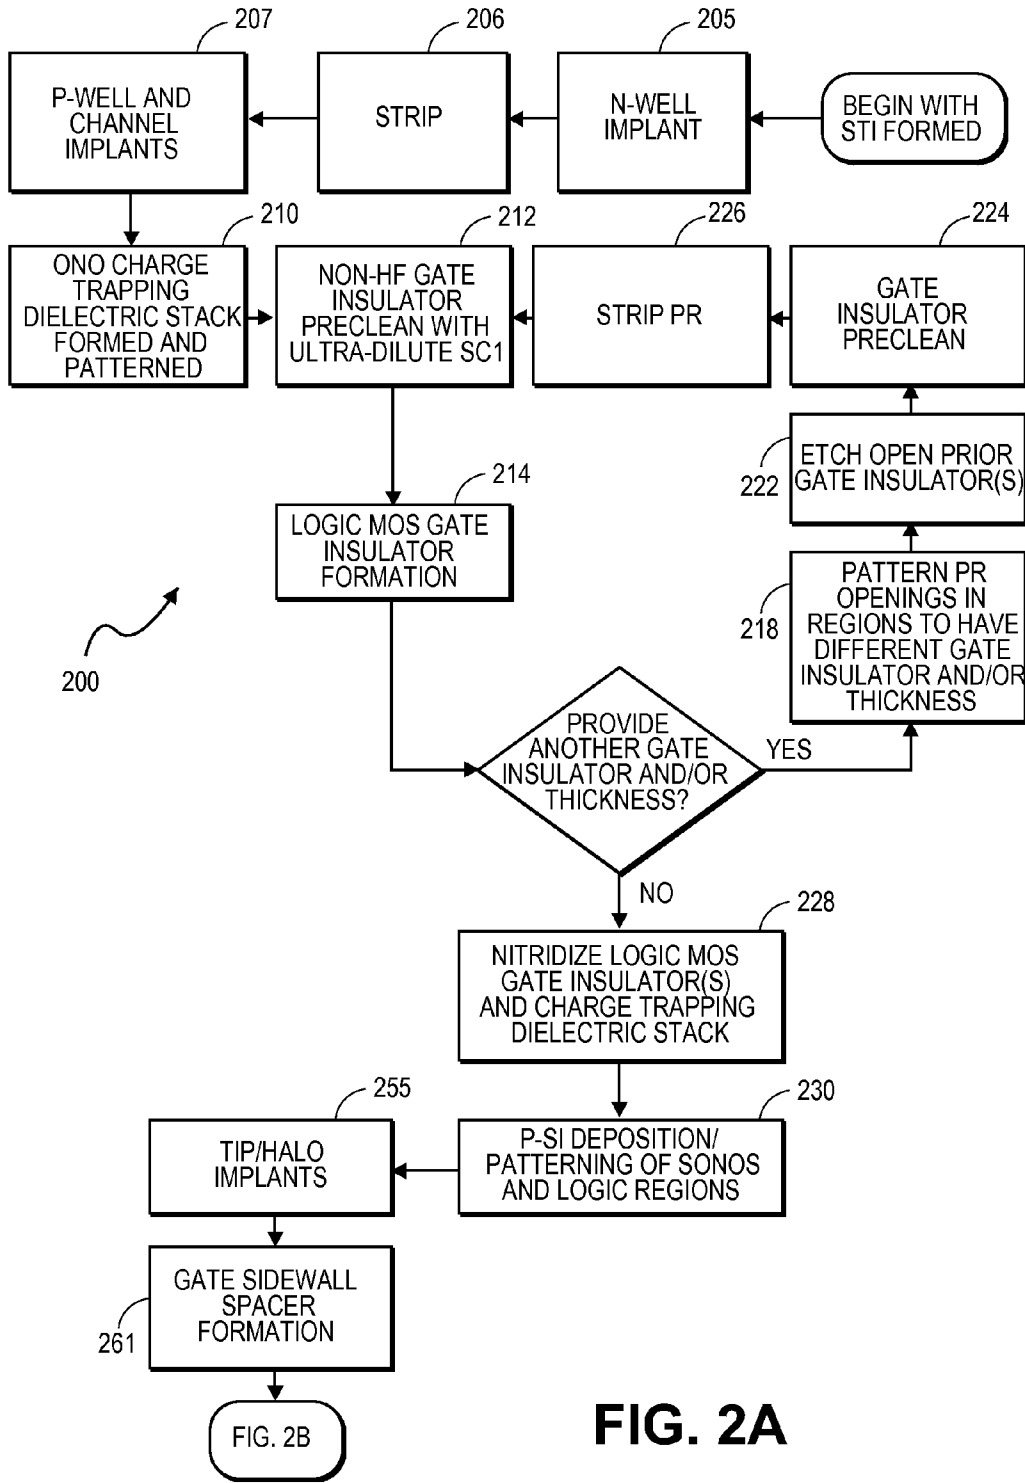 207
206
205
P-WELL AND
CHANNEL
IMPLANTS
STRIP
N-WELL
IMPLANT
BEGIN WITH
STI FORMED
210
212
226
224
ONO CHARGE
TRAPPING
DIELECTRIC STACK
FORMED AND
PATTERNED
NON-HF GATE
INSULATOR
PRECLEAN WITH
ULTRA-DILUTE SC1
STRIP PR
GATE
INSULATOR
PRECLEAN
222
ETCH OPEN PRIOR
GATE INSULATOR(S)
214
LOGIC MOS GATE
INSULATOR
FORMATION
218
PATTERN PR
OPENINGS IN
REGIONS TO HAVE
DIFFERENT GATE
INSULATOR AND/OR
THICKNESS
200
PROVIDE
ANOTHER GATE
INSULATOR AND/OR
THICKNESS?
YES
NO
228
NITRIDIZE LOGIC MOS
GATE INSULATOR(S)
AND CHARGE TRAPPING
DIELECTRIC STACK
230
P-SI DEPOSITION/
PATTERNING OF SONOS
AND LOGIC REGIONS
255
TIP/HALO
IMPLANTS
261
GATE SIDEWALL
SPACER
FORMATION
FIG. 2B
FIG. 2A